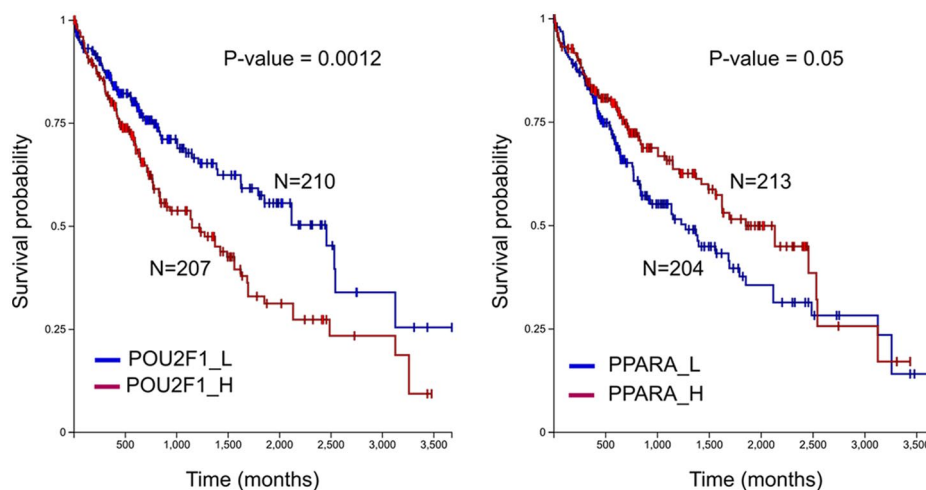 1
P-value = 0.0012
0.75
N=210
0.5
N=207
0.25
POU2F1_L
POU2F1_H
0
500
1,000
1,500
2,000
2,500
3,000
3,500
Survival probability
Time (months)
1
P-value = 0.05
0.75
N=213
0.5
N=204
0.25
PPARA_L
PPARA_H
0
500
1,000
1,500
2,000
2,500
3,000
3,500
Survival probability
Time (months)